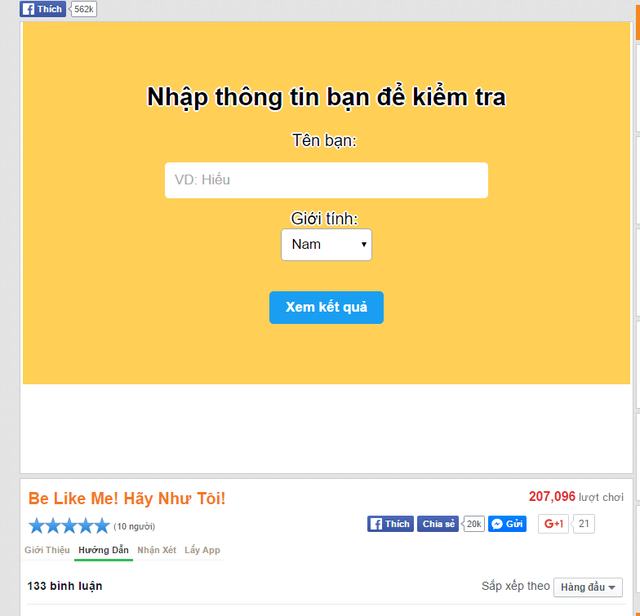 Thích 562k
Nhập thông tin bạn để kiểm tra
Tên bạn:
VD: Hiếu
Giới tính:
Nam
Xem kết quả
Be Like Me! Hãy Như Tôi!
207,096 lượt chơi
(10 người)
Thích Chia sẻ 20k Gửi G+1 21
Giới Thiệu Hướng Dẫn Nhận Xét Lấy App
133 bình luận
Sắp xếp theo Hàng đầu